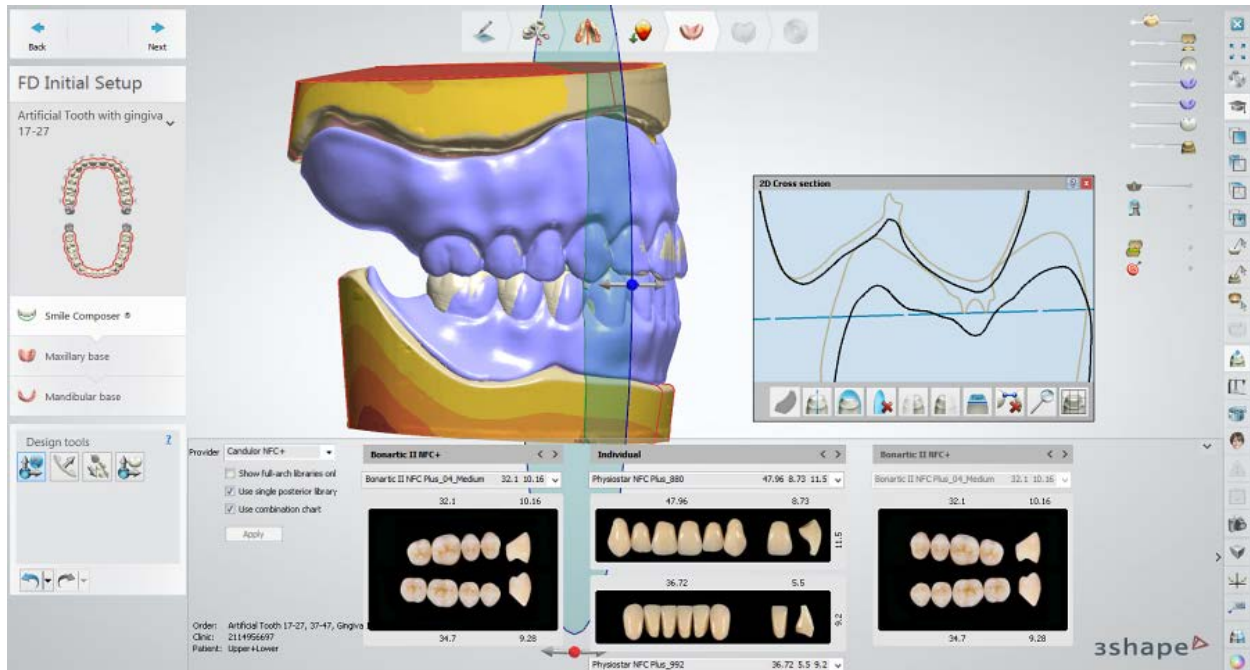 Back
Next
FD Initial Setup
Artificial Tooth with gingiva
17-27
Smile Composer ®
Maxillary base
Mandibular base
Design tools
?
2D Cross section
Provider
Candulor NFC+
Show full-arch libraries onl
Use single posterior library
Use combination chart
Apply
Bonartic II NFC+
Bonartic II NFC Plus_04_Medium 32.1 10.16
32.1 10.16
34.7 9.28
Individual
Physiostar NFC Plus_880 47.96 8.73 11.5
47.96 8.73
11.5
36.72 5.5
9.2
Physiostar NFC Plus_992 36.72 5.5 9.2
Bonartic II NFC+
Bonartic II NFC Plus_04_Medium 32.1 10.16
32.1 10.16
34.7 9.28
Order: Artificial Tooth 17-27, 37-47, Gingiva
Clinic: 2114956697
Patient: Upper+Lower
3shape